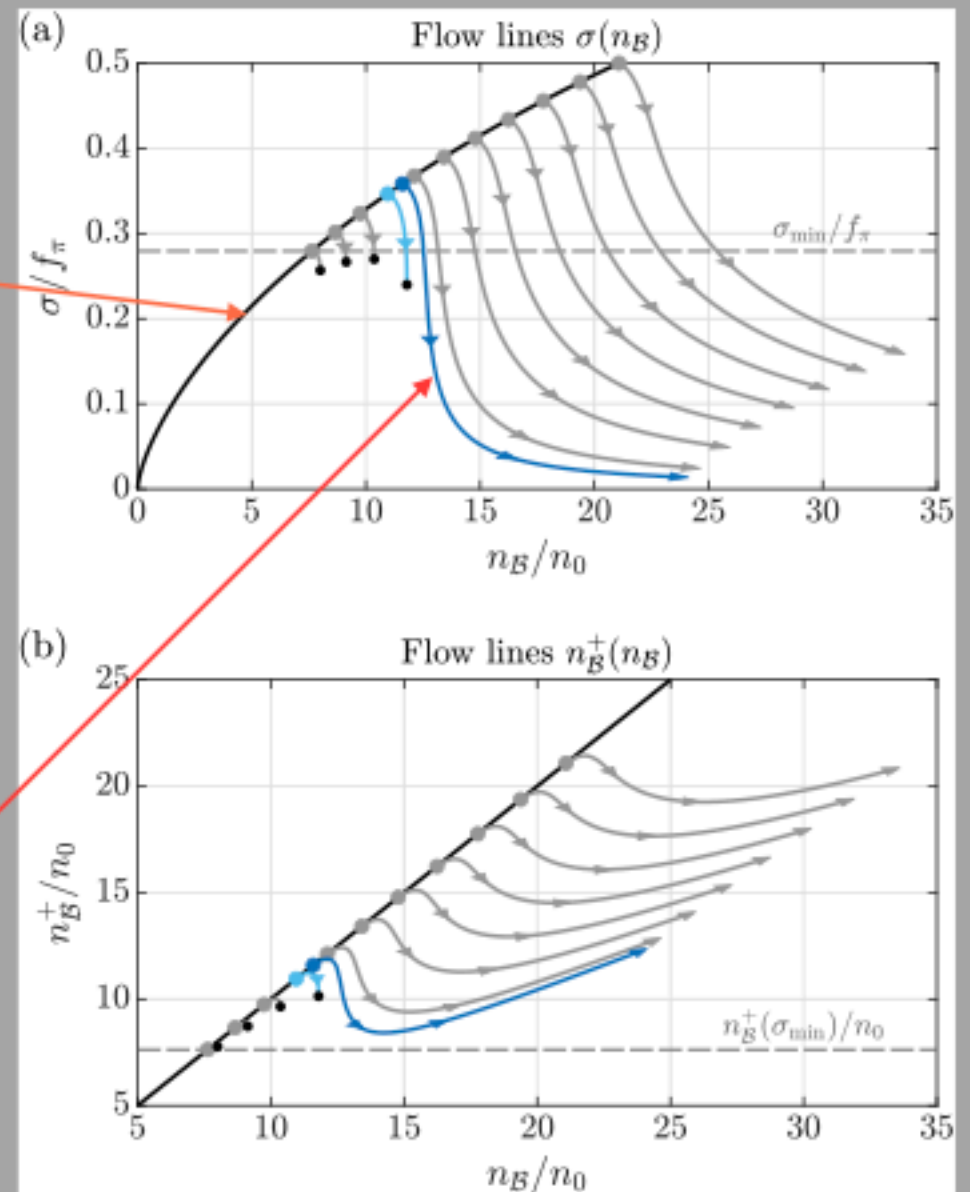 (a)
Flow lines σ(n_ℬ)
0.5
0.4
0.3
0.2
0.1
0
σ/f_π
σ_min/f_π
0 5 10 15 20 25 30 35
n_ℬ/n_0
(b)
Flow lines n_ℬ^+(n_ℬ)
25
20
15
10
5
n_ℬ^+/n_0
n_ℬ^+(σ_min)/n_0
5 10 15 20 25 30 35
n_ℬ/n_0